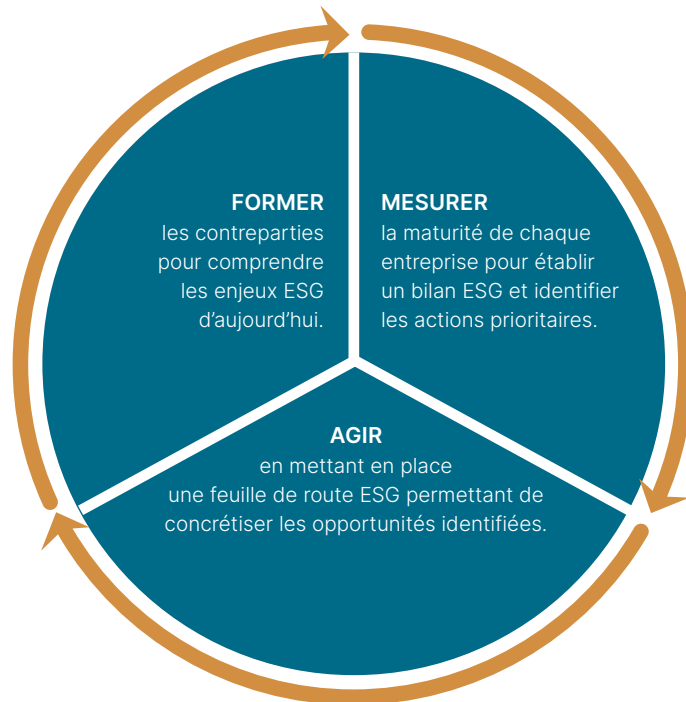 FORMER
les contreparties
pour comprendre
les enjeux ESG
d’aujourd’hui.
MESURER
la maturité de chaque
entreprise pour établir
un bilan ESG et identifier
les actions prioritaires.
AGIR
en mettant en place
une feuille de route ESG permettant de
concrétiser les opportunités identifiées.